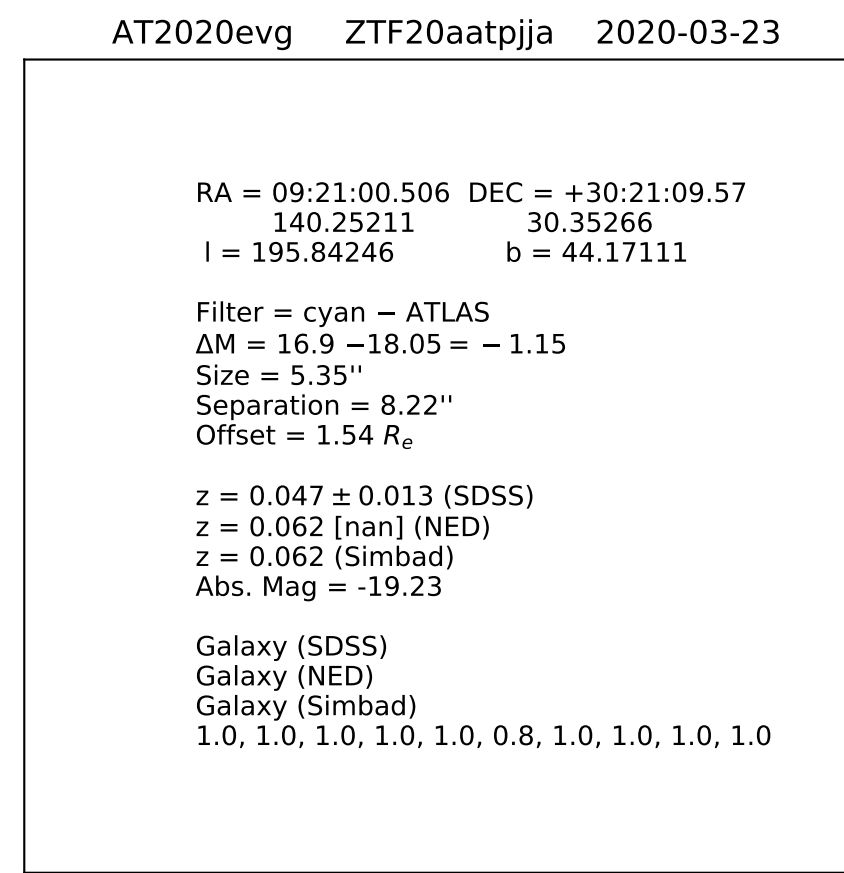 AT2020evg ZTF20aatpjja 2020-03-23
RA = 09:21:00.506 DEC = +30:21:09.57
140.25211 30.35266
l = 195.84246 b = 44.17111
Filter = cyan − ATLAS
ΔM = 16.9 −18.05 = − 1.15
Size = 5.35''
Separation = 8.22''
Offset = 1.54 Re
z = 0.047 ± 0.013 (SDSS)
z = 0.062 [nan] (NED)
z = 0.062 (Simbad)
Abs. Mag = -19.23
Galaxy (SDSS)
Galaxy (NED)
Galaxy (Simbad)
1.0, 1.0, 1.0, 1.0, 1.0, 0.8, 1.0, 1.0, 1.0, 1.0